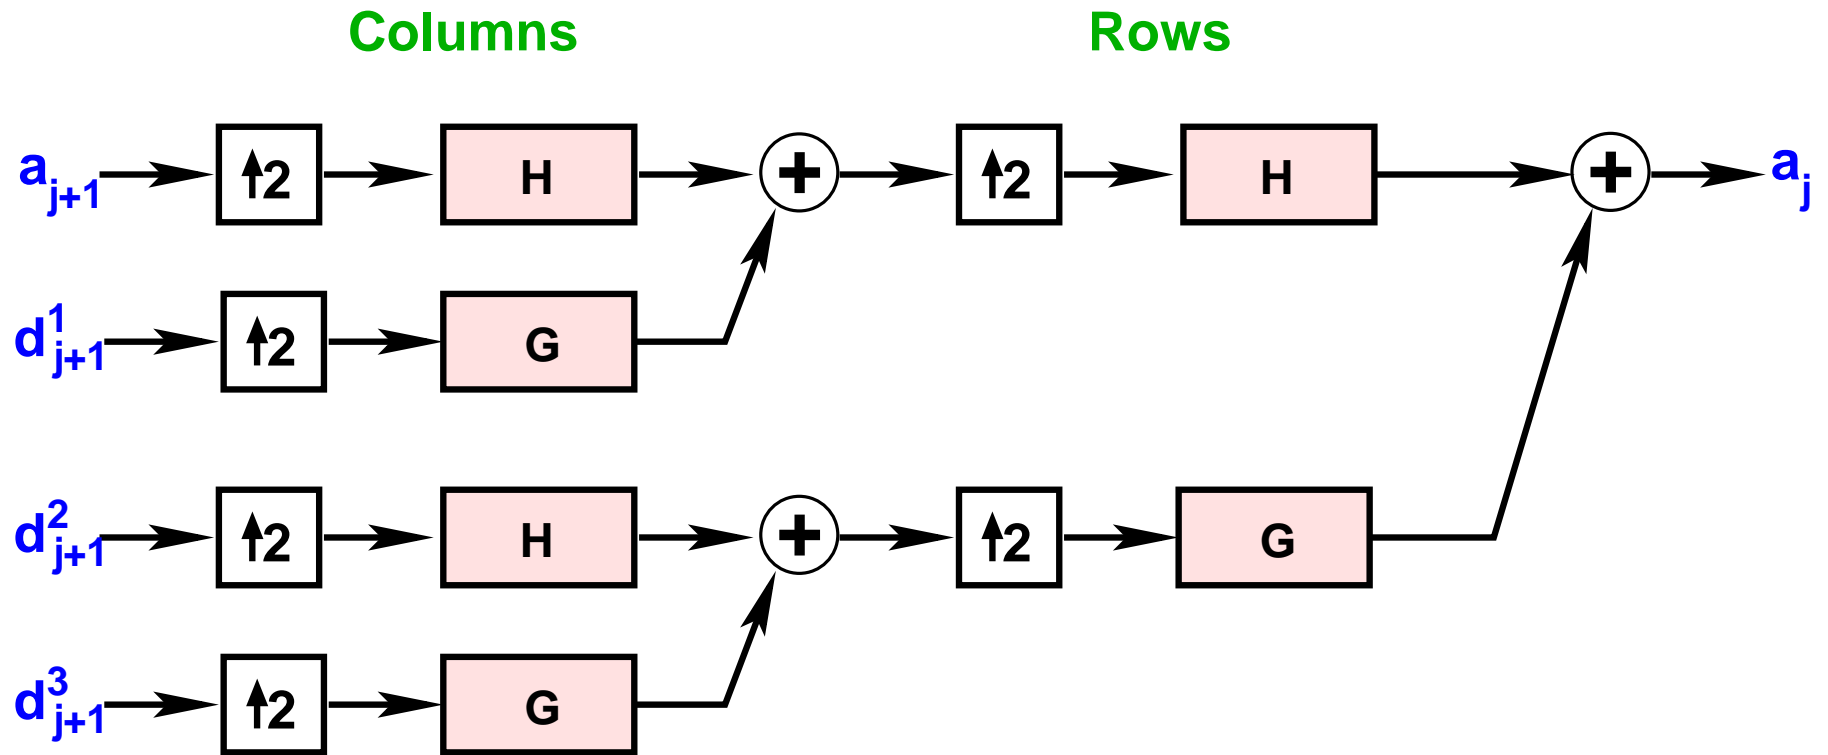 Columns Rows
a_{j+1} ↑2 H + ↑2 H + a_j
d^1_{j+1} ↑2 G
d^2_{j+1} ↑2 H + ↑2 G
d^3_{j+1} ↑2 G